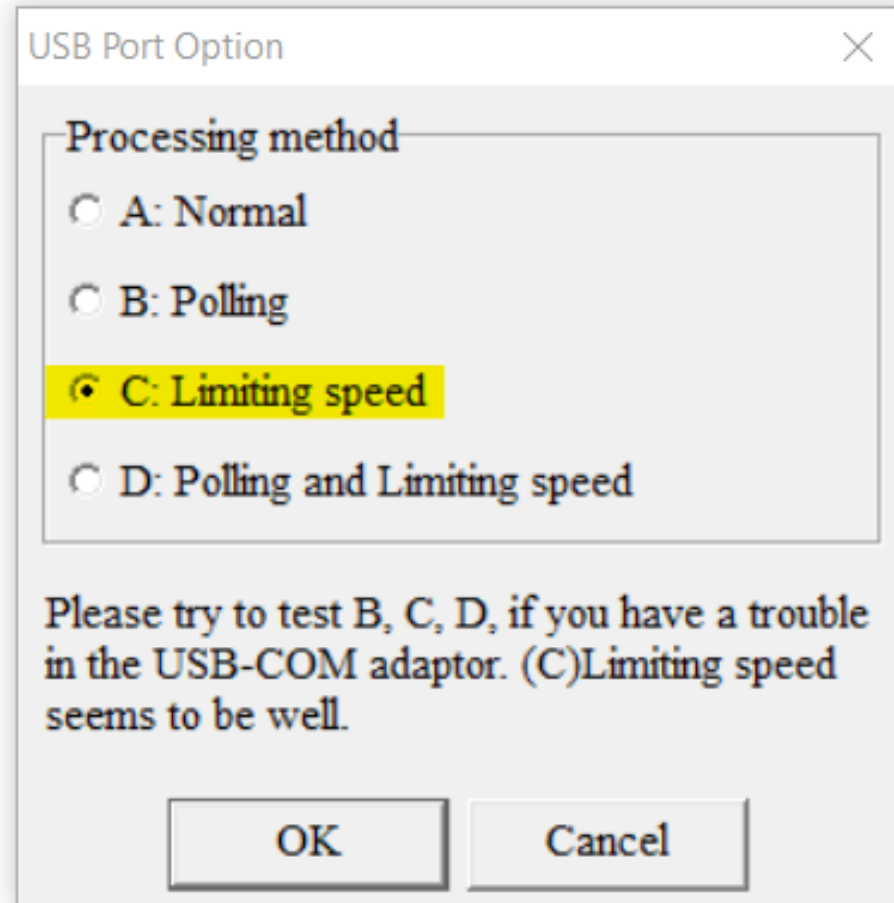 USB Port Option
Processing method
A: Normal
B: Polling
C: Limiting speed
D: Polling and Limiting speed
Please try to test B, C, D, if you have a trouble
in the USB-COM adaptor. (C)Limiting speed
seems to be well.
OK
Cancel